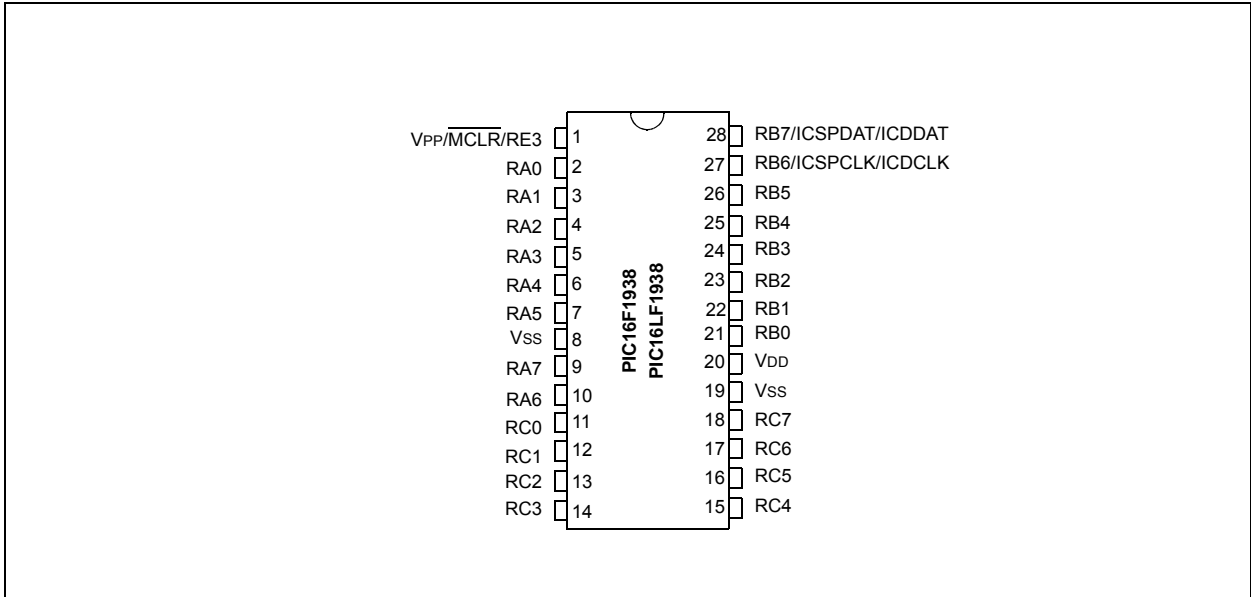 VPP/MCLR/RE3 1
RA0 2
RA1 3
RA2 4
RA3 5
RA4 6
RA5 7
VSS 8
RA7 9
RA6 10
RC0 11
RC1 12
RC2 13
RC3 14
PIC16F1938
PIC16LF1938
28 RB7/ICSPDAT/ICDDAT
27 RB6/ICSPCLK/ICDCLK
26 RB5
25 RB4
24 RB3
23 RB2
22 RB1
21 RB0
20 VDD
19 VSS
18 RC7
17 RC6
16 RC5
15 RC4